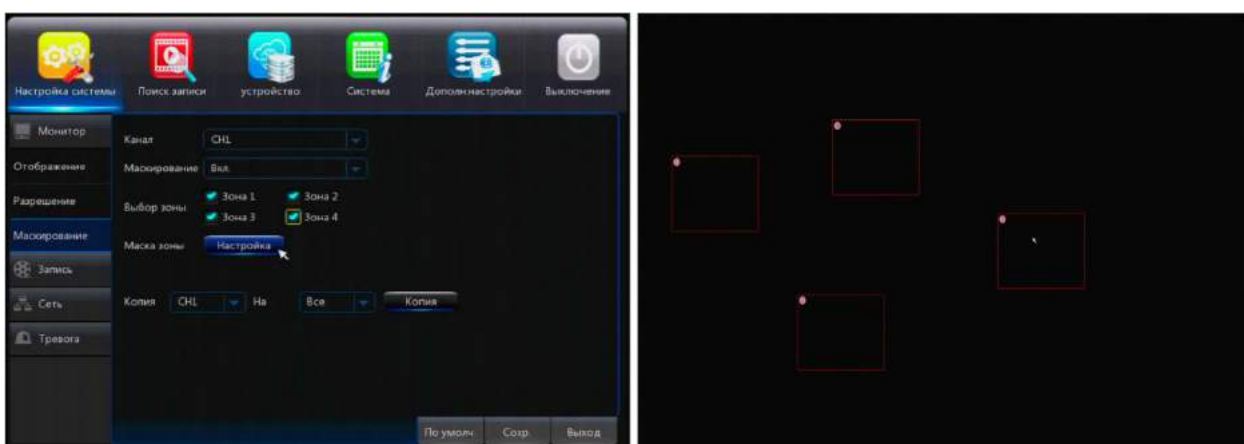 Настройка системы Поиск записи устройство Система Дополн.настройки Выключение
Монитор
Отображение
Разрешение
Маскирование
Запись
Сеть
Тревога
Канал CH1
Маскирование Вкл.
Выбор зоны Зона 1 Зона 2
Зона 3 Зона 4
Маска зоны Настройка
Копия CH1 На Все Копия
По умолч Сохр. Выход